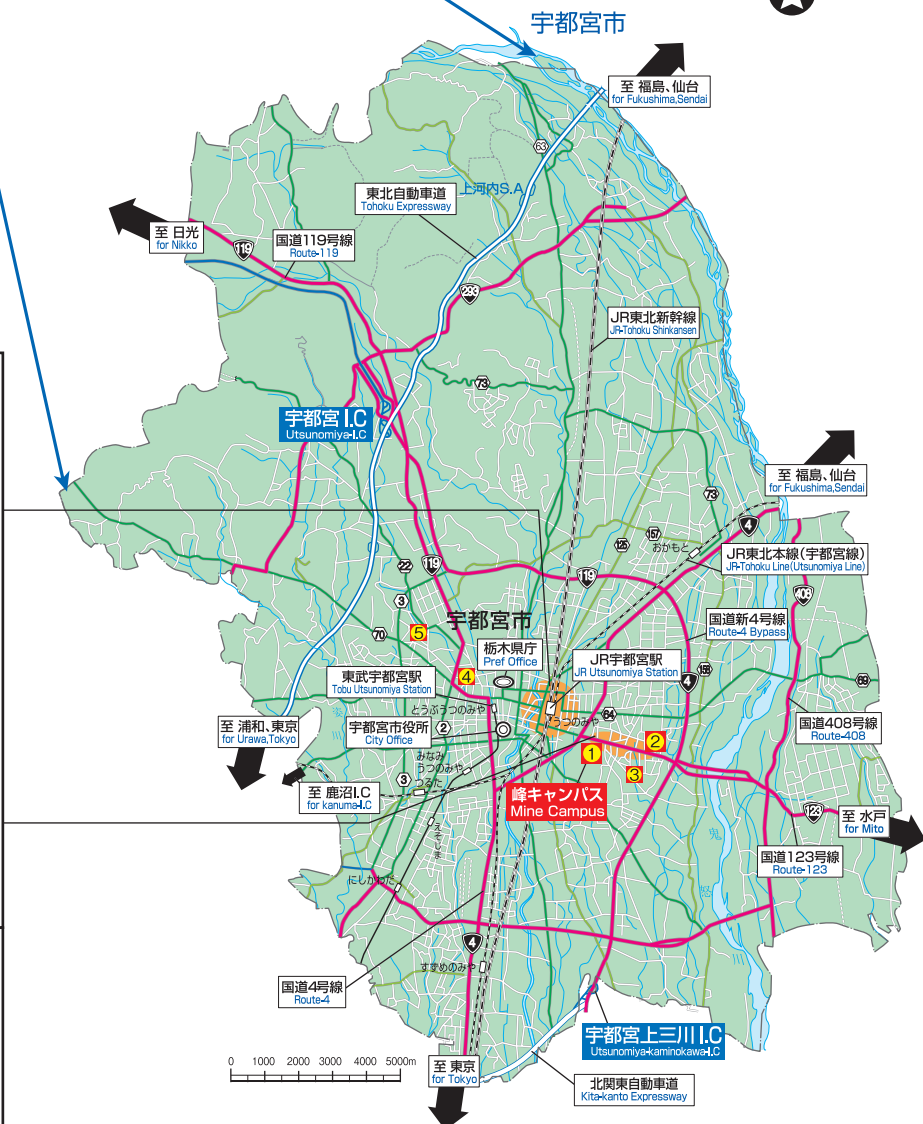 宇都宮市
至 福島、仙台
for Fukushima,Sendai
63
上河内S.A
東北自動車道
Tohoku Expressway
至 日光
for Nikko
119
国道119号線
Route-119
293
JR東北新幹線
JR-Tohoku Shinkansen
73
宇都宮I.C
Utsunomiya-I.C
至 福島、仙台
for Fukushima,Sendai
73
4
157
125
おかもと
JR東北本線(宇都宮線)
JR-Tohoku Line(Utsunomiya Line)
22
119
119
408
3
宇都宮市
国道新4号線
Route-4 Bypass
70
5
栃木県庁
Pref Office
JR宇都宮駅
JR Utsunomiya Station
4
東武宇都宮駅
Tobu Utsunomiya Station
4
69
とうぶうつのみや
うつのみや
64
至 浦和、東京
for Urawa,Tokyo
宇都宮市役所
City Office
2
国道408号線
Route-408
1
2
3
みなみ
うつのみや
つるた
3
至 鹿沼I.C
for kanuma-I.C
峰キャンパス
Mine Campus
123
至 水戸
for Mito
えそじま
鬼
怒
川
国道123号線
Route-123
にしかわだ
4
すずめのみや
国道4号線
Route-4
宇都宮上三川I.C
Utsunomiya-kaminokawa-I.C
0 1000 2000 3000 4000 5000m
至 東京
for Tokyo
北関東自動車道
Kita-kanto Expressway